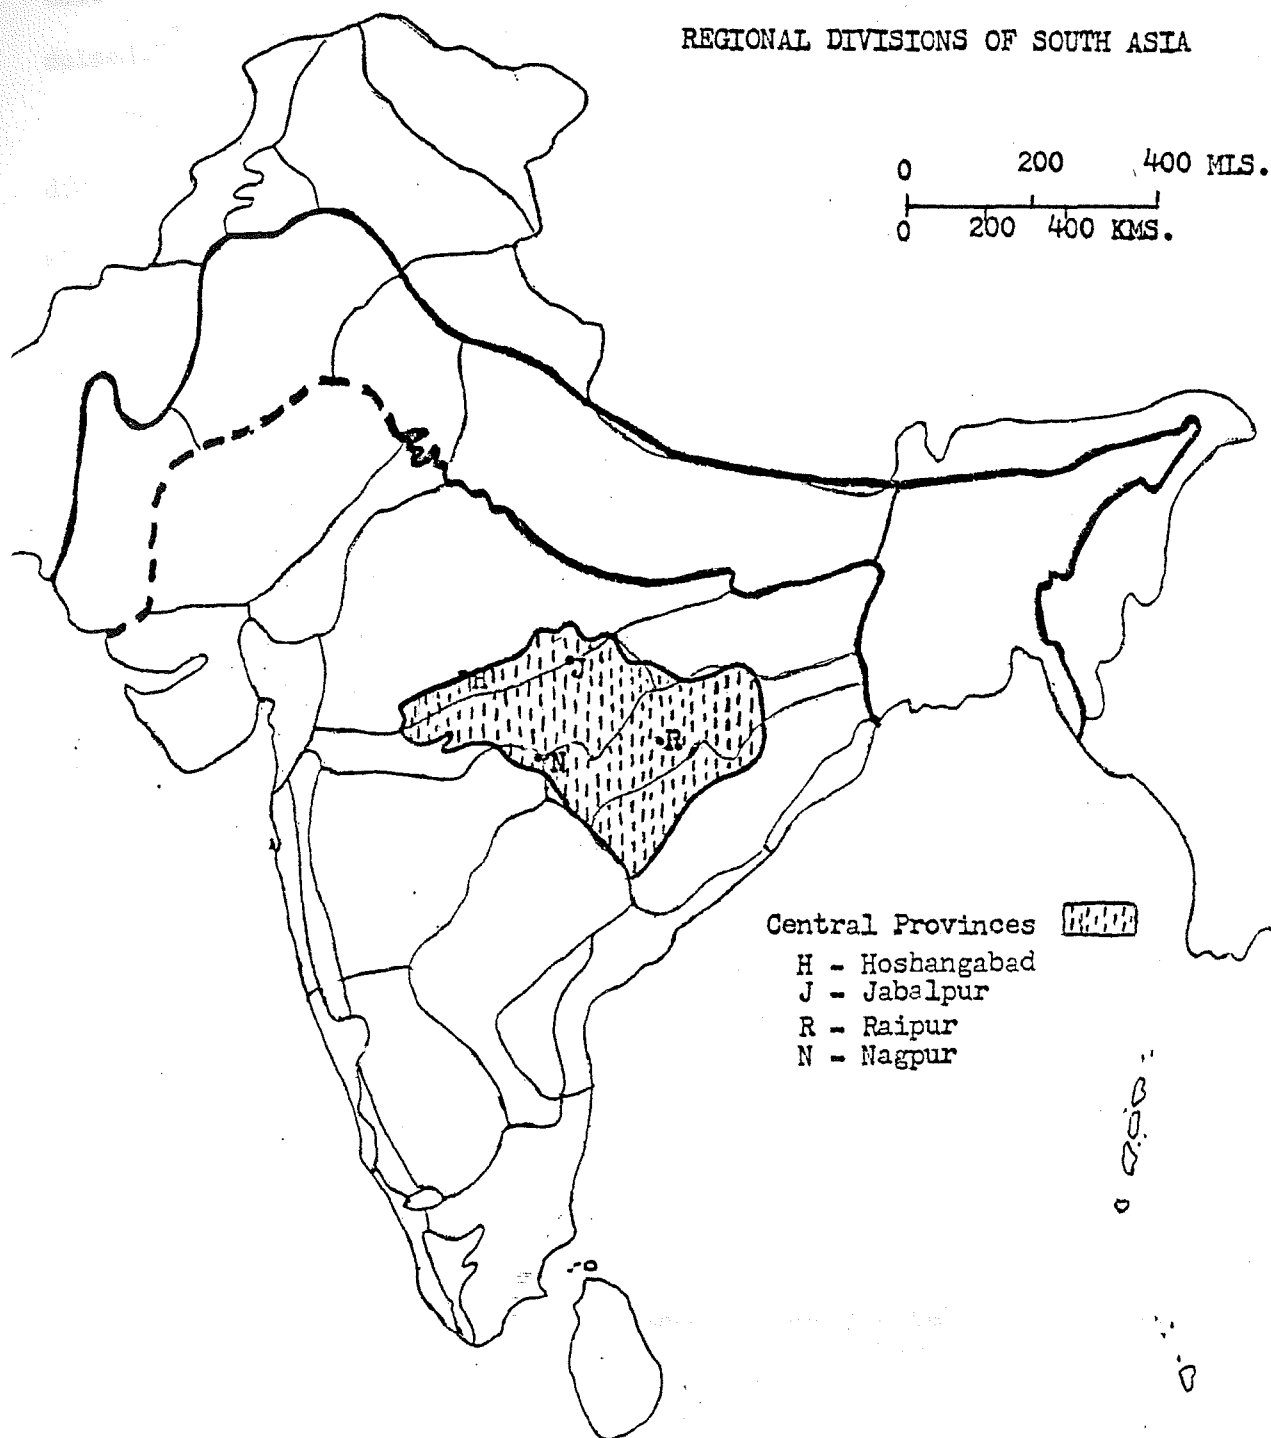 REGIONAL DIVISIONS OF SOUTH ASIA
0 200 400 MLS.
0 200 400 KMS.
H
J
R
N
Central Provinces
H - Hoshangabad
J - Jabalpur
R - Raipur
N - Nagpur